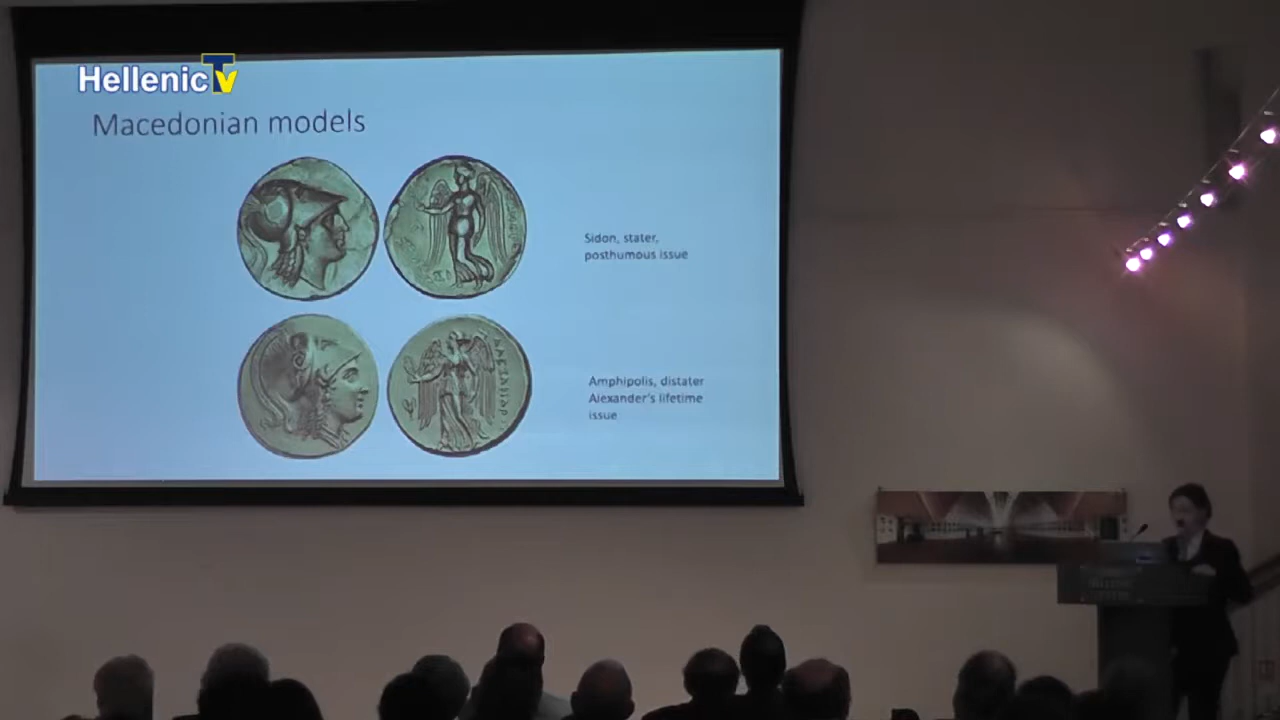 HellenicTv
Macedonian models
Sidon, stater,
posthumous issue
Amphipolis, distater
Alexander's lifetime
issue